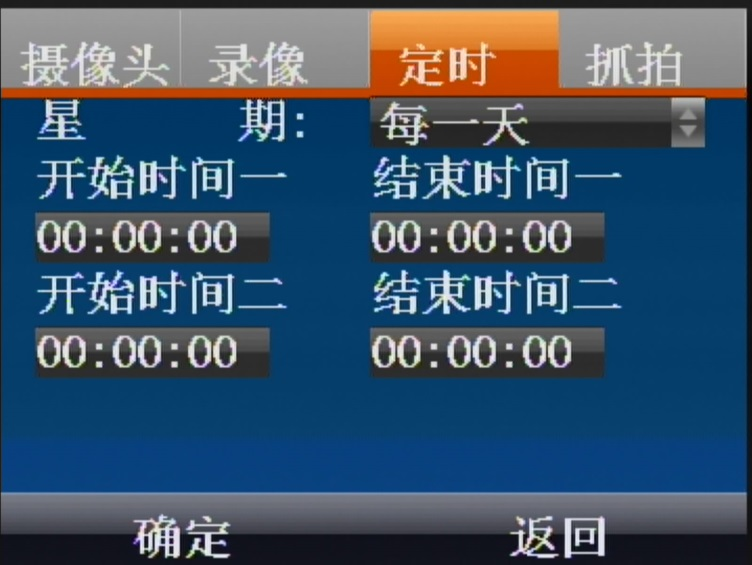 摄像头 录像 定时 抓拍
星 期: 每一天
开始时间一 结束时间一
00:00:00 00:00:00
开始时间二 结束时间二
00:00:00 00:00:00
确定 返回